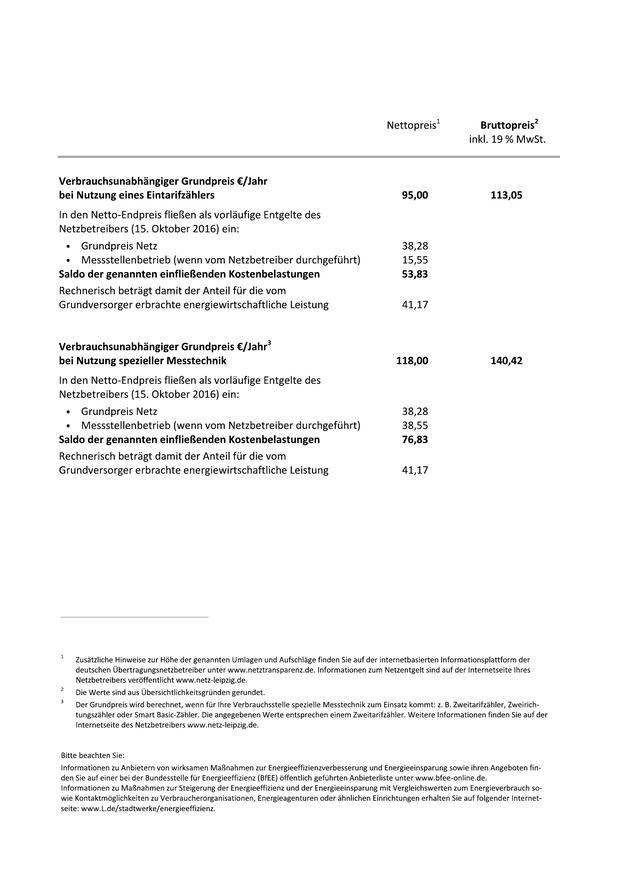 Nettopreis¹ Bruttopreis²
inkl. 19 % MwSt.
Verbrauchsunabhängiger Grundpreis €/Jahr
bei Nutzung eines Eintarifzählers 95,00 113,05
In den Netto-Endpreis fließen als vorläufige Entgelte des
Netzbetreibers (15. Oktober 2016) ein:
• Grundpreis Netz 38,28
• Messstellenbetrieb (wenn vom Netzbetreiber durchgeführt) 15,55
Saldo der genannten einfließenden Kostenbelastungen 53,83
Rechnerisch beträgt damit der Anteil für die vom
Grundversorger erbrachte energiewirtschaftliche Leistung 41,17
Verbrauchsunabhängiger Grundpreis €/Jahr³
bei Nutzung spezieller Messtechnik 118,00 140,42
In den Netto-Endpreis fließen als vorläufige Entgelte des
Netzbetreibers (15. Oktober 2016) ein:
• Grundpreis Netz 38,28
• Messstellenbetrieb (wenn vom Netzbetreiber durchgeführt) 38,55
Saldo der genannten einfließenden Kostenbelastungen 76,83
Rechnerisch beträgt damit der Anteil für die vom
Grundversorger erbrachte energiewirtschaftliche Leistung 41,17
¹ Zusätzliche Hinweise zur Höhe der genannten Umlagen und Aufschläge finden Sie auf der internetbasierten Informationsplattform der
deutschen Übertragungsnetzbetreiber unter www.netztransparenz.de. Informationen zum Netzentgelt sind auf der Internetseite Ihres
Netzbetreibers veröffentlicht www.netz-leipzig.de.
² Die Werte sind aus Übersichtlichkeitsgründen gerundet.
³ Der Grundpreis wird berechnet, wenn für Ihre Verbrauchsstelle spezielle Messtechnik zum Einsatz kommt: z. B. Zweitarifzähler, Zweirich-
tungszähler oder Smart Basic-Zähler. Die angegebenen Werte entsprechen einem Zweitarifzähler. Weitere Informationen finden Sie auf der
Internetseite des Netzbetreibers www.netz-leipzig.de.
Bitte beachten Sie:
Informationen zu Anbietern von wirksamen Maßnahmen zur Energieeffizienzverbesserung und Energieeinsparung sowie ihren Angeboten fin-
den Sie auf einer bei der Bundesstelle für Energieeffizienz (BfEE) öffentlich geführten Anbieterliste unter www.bfee-online.de.
Informationen zu Maßnahmen zur Steigerung der Energieeffizienz und der Energieeinsparung mit Vergleichswerten zum Energieverbrauch so-
wie Kontaktmöglichkeiten zu Verbraucherorganisationen, Energieagenturen oder ähnlichen Einrichtungen erhalten Sie auf folgender Internet-
seite: www.L.de/stadtwerke/energieeffizienz.